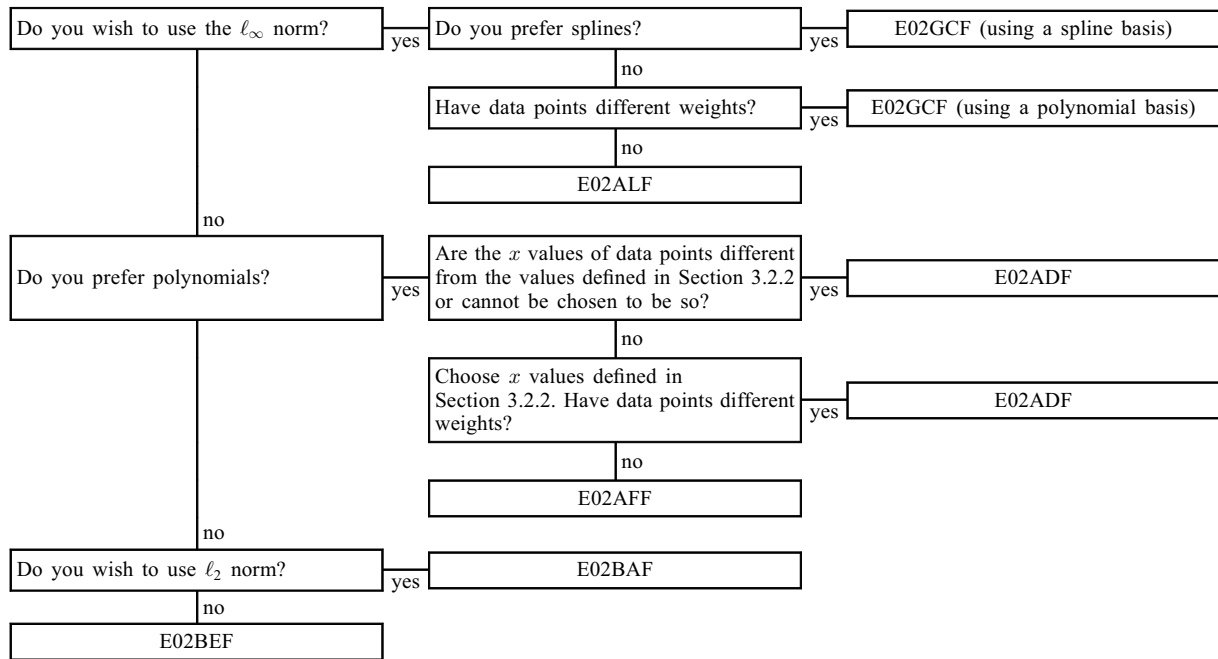 Do you wish to use the ℓ∞ norm?
yes
Do you prefer splines?
yes
E02GCF (using a spline basis)
no
Have data points different weights?
yes
E02GCF (using a polynomial basis)
no
E02ALF
no
Do you prefer polynomials?
yes
Are the x values of data points different
from the values defined in Section 3.2.2
or cannot be chosen to be so?
yes
E02ADF
no
Choose x values defined in
Section 3.2.2. Have data points different
weights?
yes
E02ADF
no
E02AFF
no
Do you wish to use ℓ2 norm?
yes
E02BAF
no
E02BEF